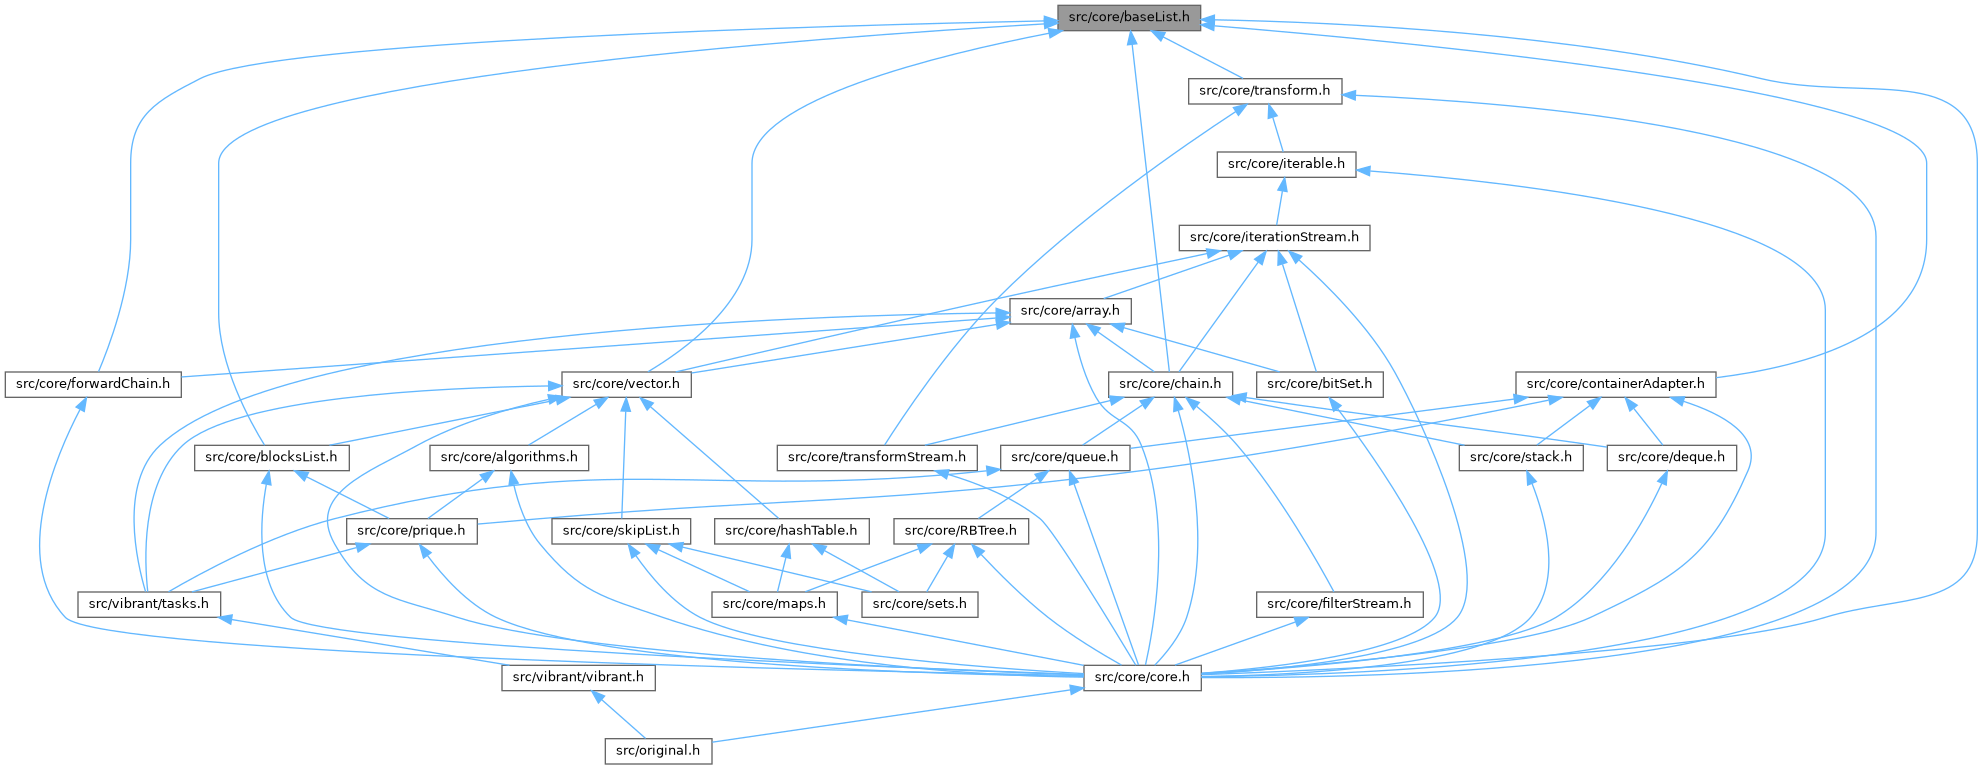 src/core/baseList.h
src/core/transform.h
src/core/iterable.h
src/core/iterationStream.h
src/core/array.h
src/core/forwardChain.h
src/core/vector.h
src/core/chain.h
src/core/bitSet.h
src/core/containerAdapter.h
src/core/blocksList.h
src/core/algorithms.h
src/core/transformStream.h
src/core/queue.h
src/core/stack.h
src/core/deque.h
src/core/prique.h
src/core/skipList.h
src/core/hashTable.h
src/core/RBTree.h
src/vibrant/tasks.h
src/core/maps.h
src/core/sets.h
src/core/filterStream.h
src/vibrant/vibrant.h
src/core/core.h
src/original.h